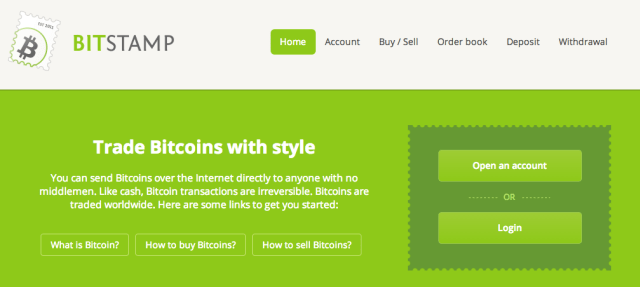 BIT STAMP
BITSTAMP
Home Account Buy / Sell Order book Deposit Withdrawal
Trade Bitcoins with style
You can send Bitcoins over the Internet directly to anyone with no
middlemen. Like cash, Bitcoin transactions are irreversible. Bitcoins are
traded worldwide. Here are some links to get you started:
What is Bitcoin? How to buy Bitcoins? How to sell Bitcoins?
Open an account
OR
Login